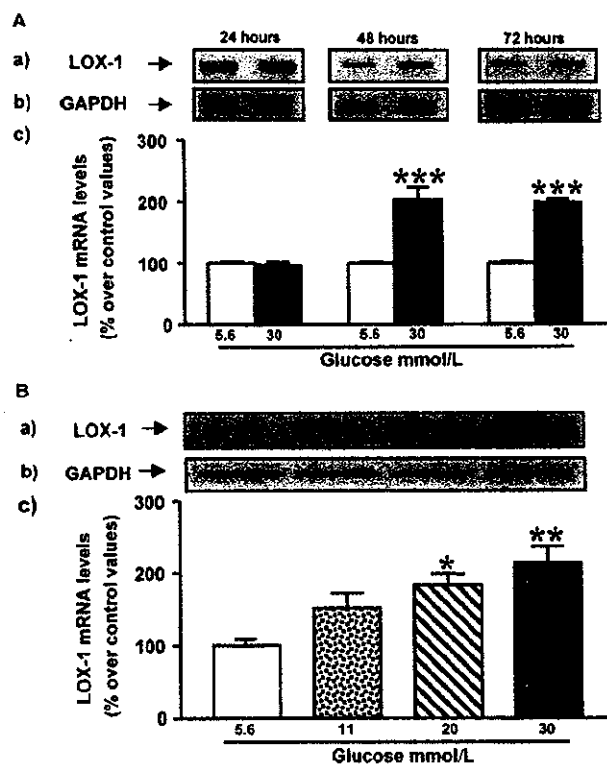 A
24 hours 48 hours 72 hours
a) LOX-1
b) GAPDH
c)
LOX-1 mRNA levels
(% over control values)
300
200
100
0
*** ***
5.6 30 5.6 30 5.6 30
Glucose mmol/L
B
a) LOX-1
b) GAPDH
c)
LOX-1 mRNA levels
(% over control values)
300
200
100
0
* **
5.6 11 20 30
Glucose mmol/L